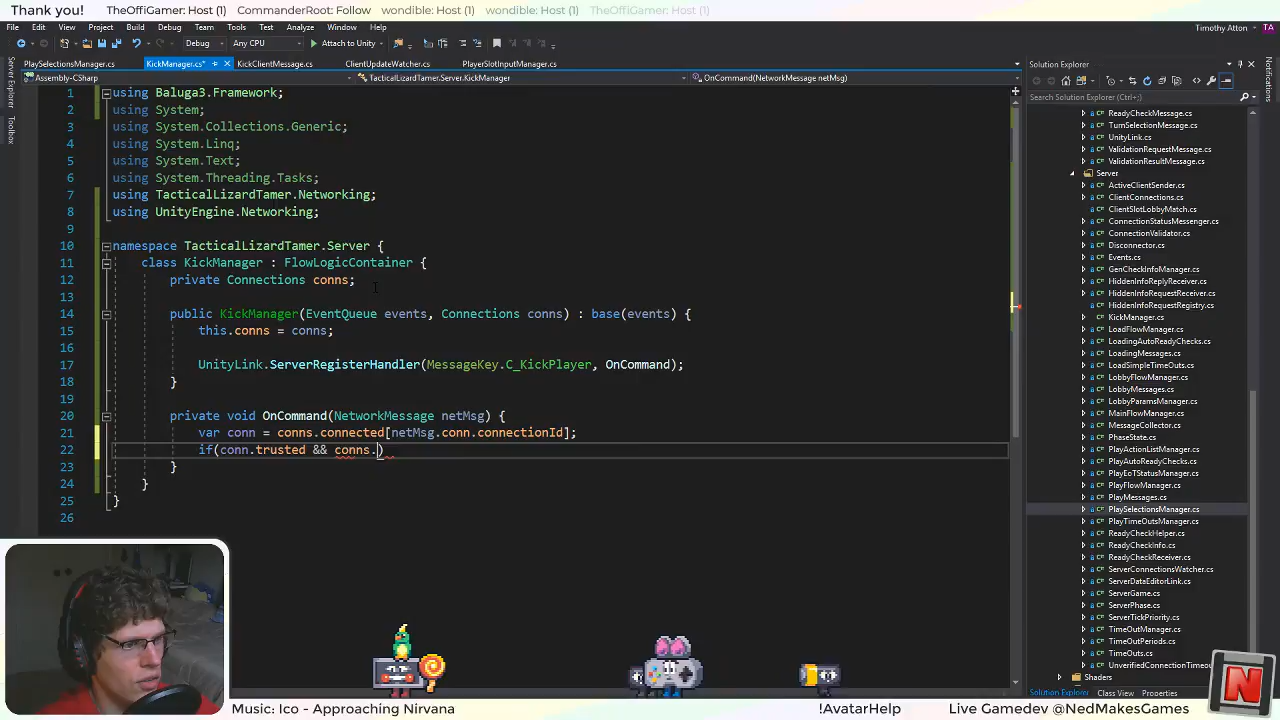 Thank you!
TheOffiGamer: Host (1) CommanderRoot: Follow wondible: Host (1) wondible: Host (1) TheOffiGamer: Host (1)
File Edit View Project Build Debug Team Tools Test Analyze Window Help
Timothy Atton TA
Debug Any CPU Attach to Unity
PlaySelectionsManager.cs KickManager.cs* KickClientMessage.cs ClientUpdateWatcher.cs PlayerSlotInputManager.cs
Assembly-CSharp TacticalLizardTamer.Server.KickManager OnCommand(NetworkMessage netMsg)
Server Explorer
Toolbox
1 using Baluga3.Framework;
2 using System;
3 using System.Collections.Generic;
4 using System.Linq;
5 using System.Text;
6 using System.Threading.Tasks;
7 using TacticalLizardTamer.Networking;
8 using UnityEngine.Networking;
9
10 namespace TacticalLizardTamer.Server {
11 class KickManager : FlowLogicContainer {
12 private Connections conns;
13
14 public KickManager(EventQueue events, Connections conns) : base(events) {
15 this.conns = conns;
16
17 UnityLink.ServerRegisterHandler(MessageKey.C_KickPlayer, OnCommand);
18 }
19
20 private void OnCommand(NetworkMessage netMsg) {
21 var conn = conns.connected[netMsg.conn.connectionId];
22 if(conn.trusted && conns.)
23 }
24 }
25 }
26
Solution Explorer
Search Solution Explorer (Ctrl+;)
ReadyCheckMessage.cs
TurnSelectionMessage.cs
UnityLink.cs
ValidationRequestMessage.cs
ValidationResultMessage.cs
Server
ActiveClientSender.cs
ClientConnections.cs
ClientSlotLobbyMatch.cs
ConnectionStatusMessenger.cs
ConnectionValidator.cs
Disconnector.cs
Events.cs
GenCheckInfoManager.cs
HiddenInfoReplyReceiver.cs
HiddenInfoRequestReceiver.cs
HiddenInfoRequestRegistry.cs
KickManager.cs
LoadFlowManager.cs
LoadingAutoReadyChecks.cs
LoadingMessages.cs
LoadSimpleTimeOuts.cs
LobbyFlowManager.cs
LobbyMessages.cs
LobbyParamsManager.cs
MainFlowManager.cs
MessageCollector.cs
PhaseState.cs
PlayActionListManager.cs
PlayAutoReadyChecks.cs
PlayEoTStatusManager.cs
PlayFlowManager.cs
PlayMessages.cs
PlaySelectionsManager.cs
PlayTimeOutsManager.cs
ReadyCheckHelper.cs
ReadyCheckInfo.cs
ReadyCheckReceiver.cs
ServerConnectionsWatcher.cs
ServerDataEditorLink.cs
ServerGame.cs
ServerPhase.cs
ServerTickPriority.cs
TimeOutManager.cs
TimeOutPeriods.cs
TimeOuts.cs
UnverifiedConnectionTimeou
Shaders
Solution Explorer Class View Properties
Notifications
N
Music: Ico - Approaching Nirvana
!AvatarHelp Live Gamedev @NedMakesGames